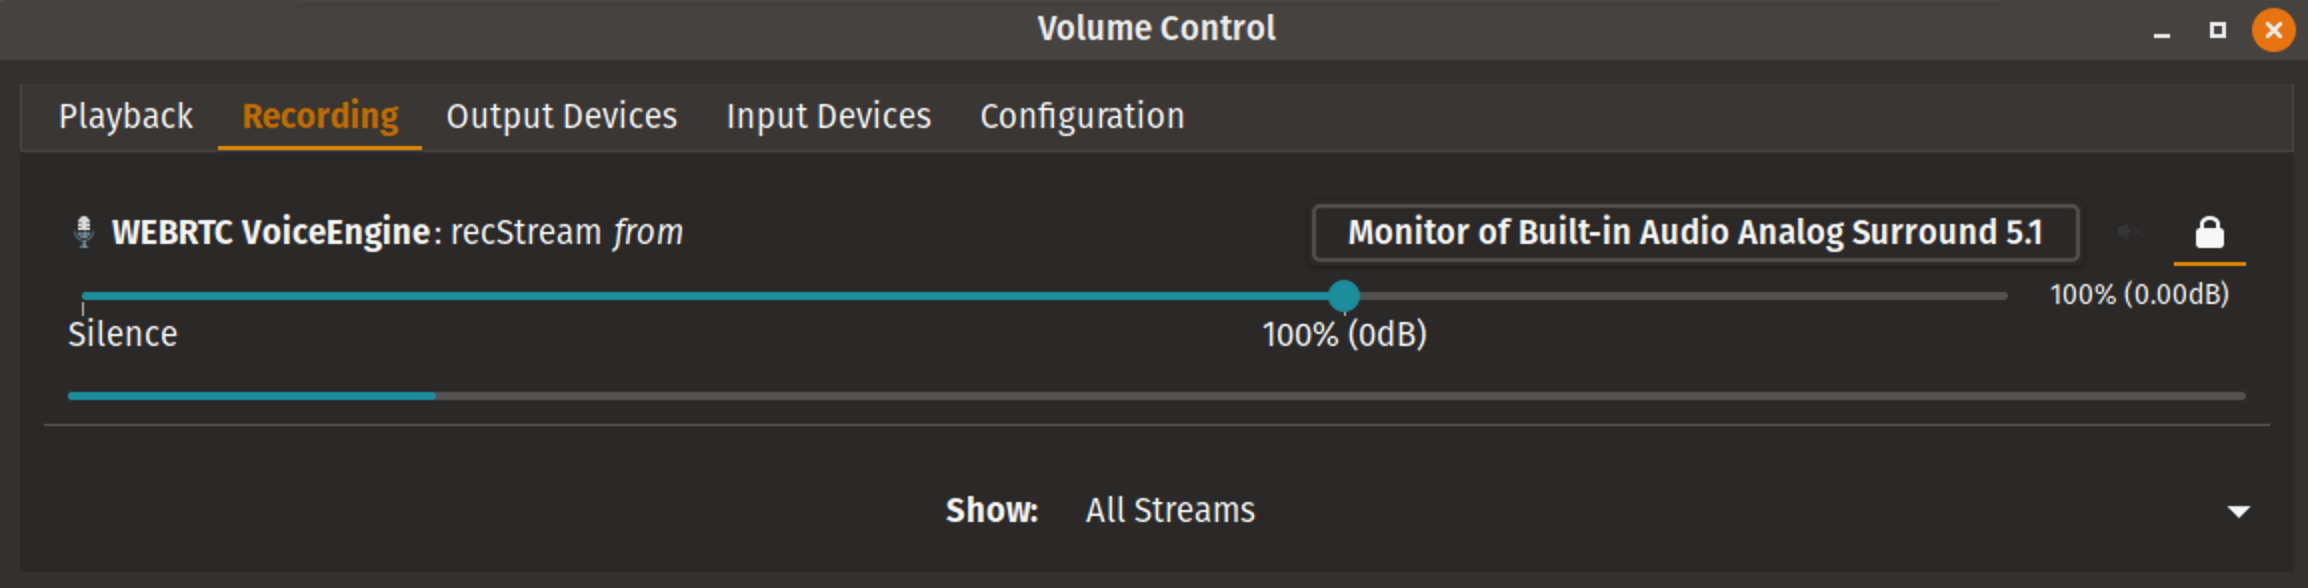 Volume Control
Playback Recording Output Devices Input Devices Configuration
WEBRTC VoiceEngine: recStream from Monitor of Built-in Audio Analog Surround 5.1
100% (0.00dB)
Silence 100% (0dB)
Show: All Streams